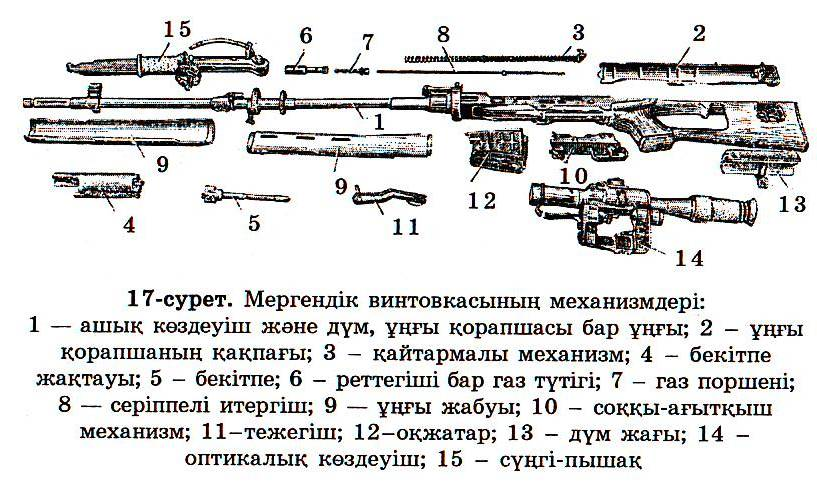 15
6
7
8
3
2
1
9
9
12
10
13
4
5
11
14
17-сурет. Мергендік винтовкасының механизмдері:
1 — ашық көздеуіш және дүм, ұңғы қорапшасы бар ұңғы; 2 – ұңғы
қорапшаның қақпағы; 3 – қайтармалы механизм; 4 – бекітпе
жақтауы; 5 – бекітпе; 6 – реттегіші бар газ түтігі; 7 – газ поршені;
8 — серіппелі итергіш; 9 — ұңғы жабуы; 10 – соққы-ағытқыш
механизм; 11–тежегіш; 12–оқжатар; 13 – дүм жағы; 14 –
оптикалық көздеуіш; 15 – сүңгі-пышақ